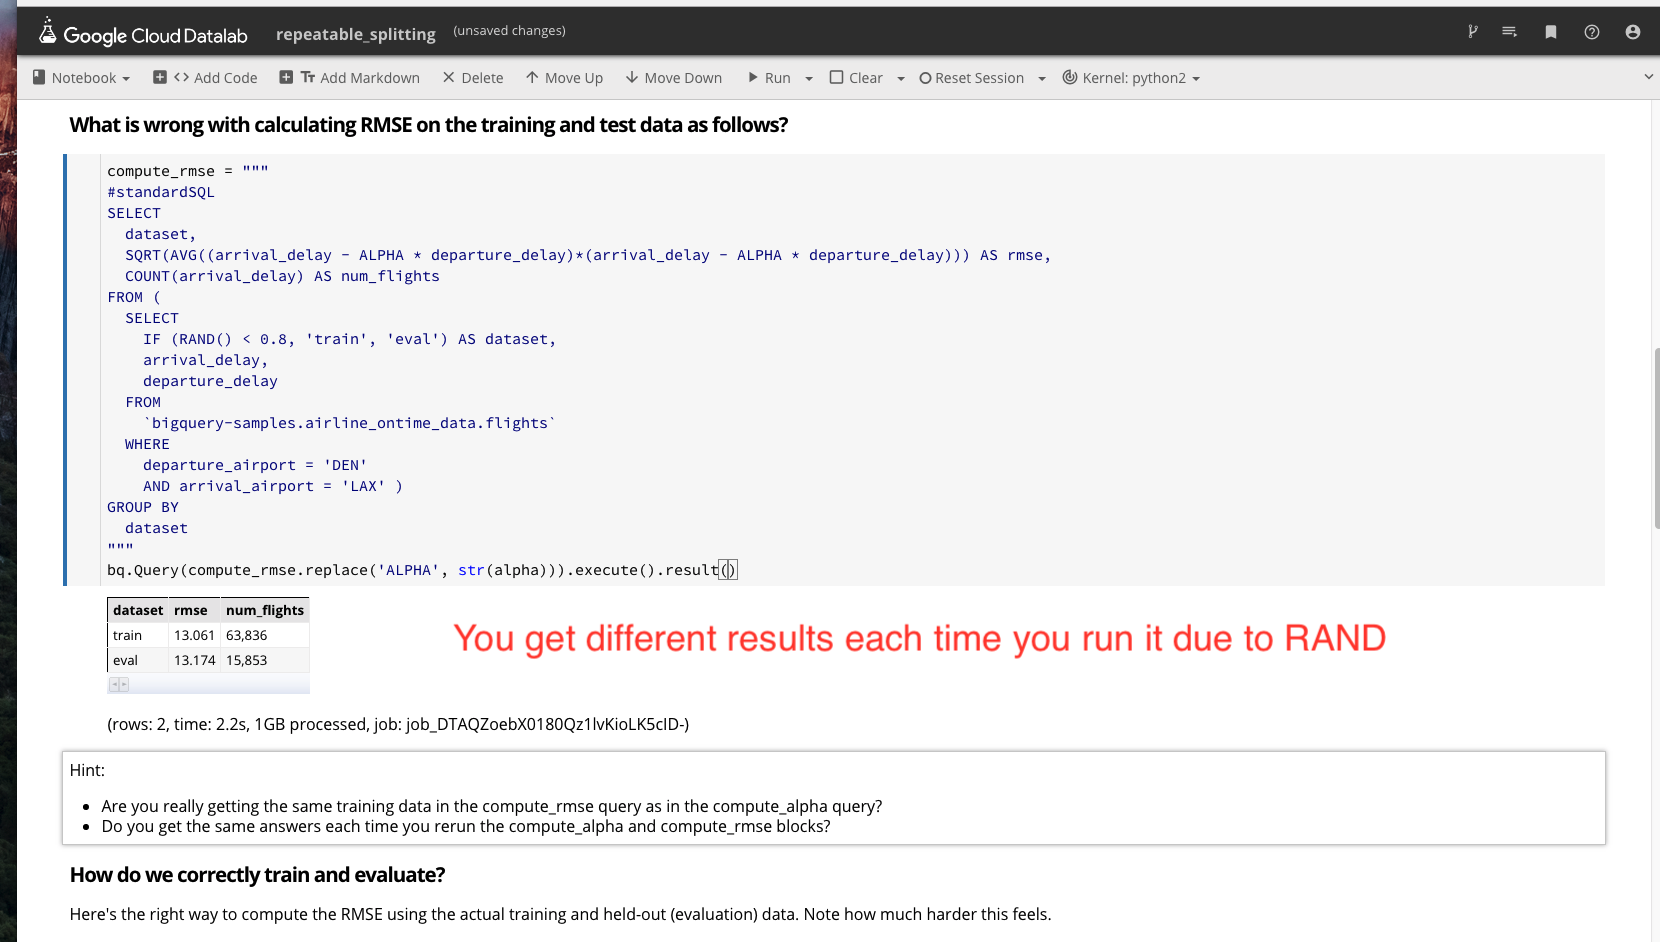 Google Cloud Datalab repeatable_splitting (unsaved changes)
Notebook <> Add Code Tт Add Markdown Delete Move Up Move Down Run Clear Reset Session Kernel: python2
What is wrong with calculating RMSE on the training and test data as follows?
compute_rmse = """
#standardSQL
SELECT
  dataset,
  SQRT(AVG((arrival_delay - ALPHA * departure_delay)*(arrival_delay - ALPHA * departure_delay))) AS rmse,
  COUNT(arrival_delay) AS num_flights
FROM (
  SELECT
    IF (RAND() < 0.8, 'train', 'eval') AS dataset,
    arrival_delay,
    departure_delay
  FROM
    `bigquery-samples.airline_ontime_data.flights`
  WHERE
    departure_airport = 'DEN'
    AND arrival_airport = 'LAX' )
GROUP BY
  dataset
"""
bq.Query(compute_rmse.replace('ALPHA', str(alpha))).execute().result()
dataset rmse num_flights
train 13.061 63,836
eval 13.174 15,853
You get different results each time you run it due to RAND
(rows: 2, time: 2.2s, 1GB processed, job: job_DTAQZoebX0180Qz1lvKioLK5cID-)
Hint:
• Are you really getting the same training data in the compute_rmse query as in the compute_alpha query?
• Do you get the same answers each time you rerun the compute_alpha and compute_rmse blocks?
How do we correctly train and evaluate?
Here's the right way to compute the RMSE using the actual training and held-out (evaluation) data. Note how much harder this feels.